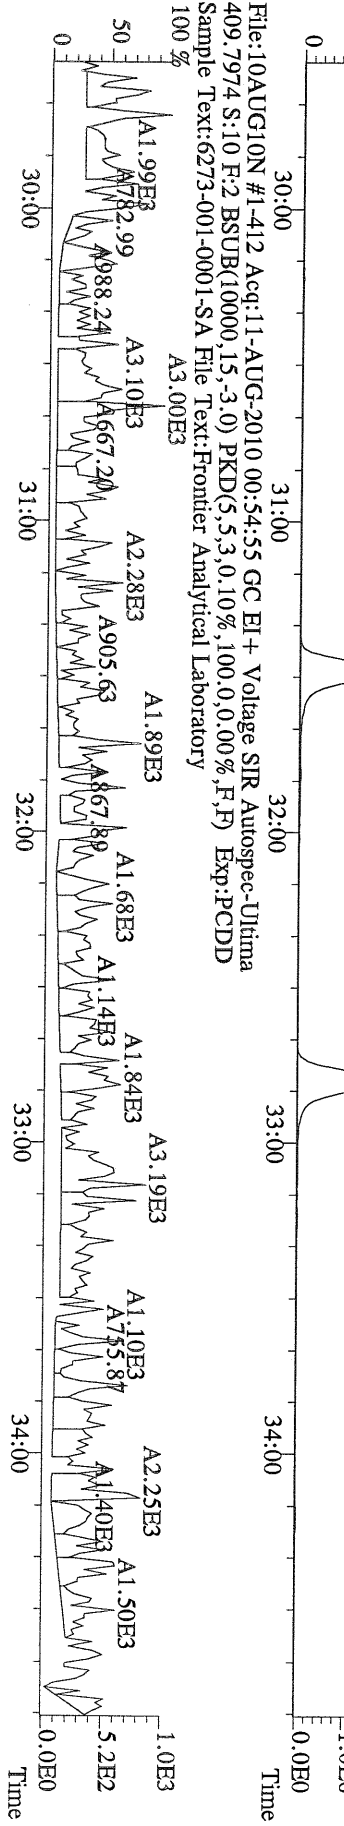 0 1.0E
0.0E0
30:00 31:00 32:00 33:00 34:00 Time
File:10AUG10N #1-412 Acq:11-AUG-2010 00:54:55 GC EI+ Voltage SIR Autospec-Ultima
409.7974 S:10 F:2 BSUB(10000,15,-3.0) PKD(5,5,3,0.10%,100.0,0.00%,F,F) Exp:PCDD
Sample Text:6273-001-0001-SA File Text:Frontier Analytical Laboratory
100 % A3.00E3 1.0E3
A1.99E3 A3.10E3 A2.28E3 A1.89E3 A1.68E3 A1.84E3 A3.19E3 A1.10E3 A2.25E3 A1.50E3
50 A782.99 A988.24 A667.20 A905.63 A867.89 A1.14E3 A755.87 A1.40E3 5.2E2
0 0.0E0
30:00 31:00 32:00 33:00 34:00 Time